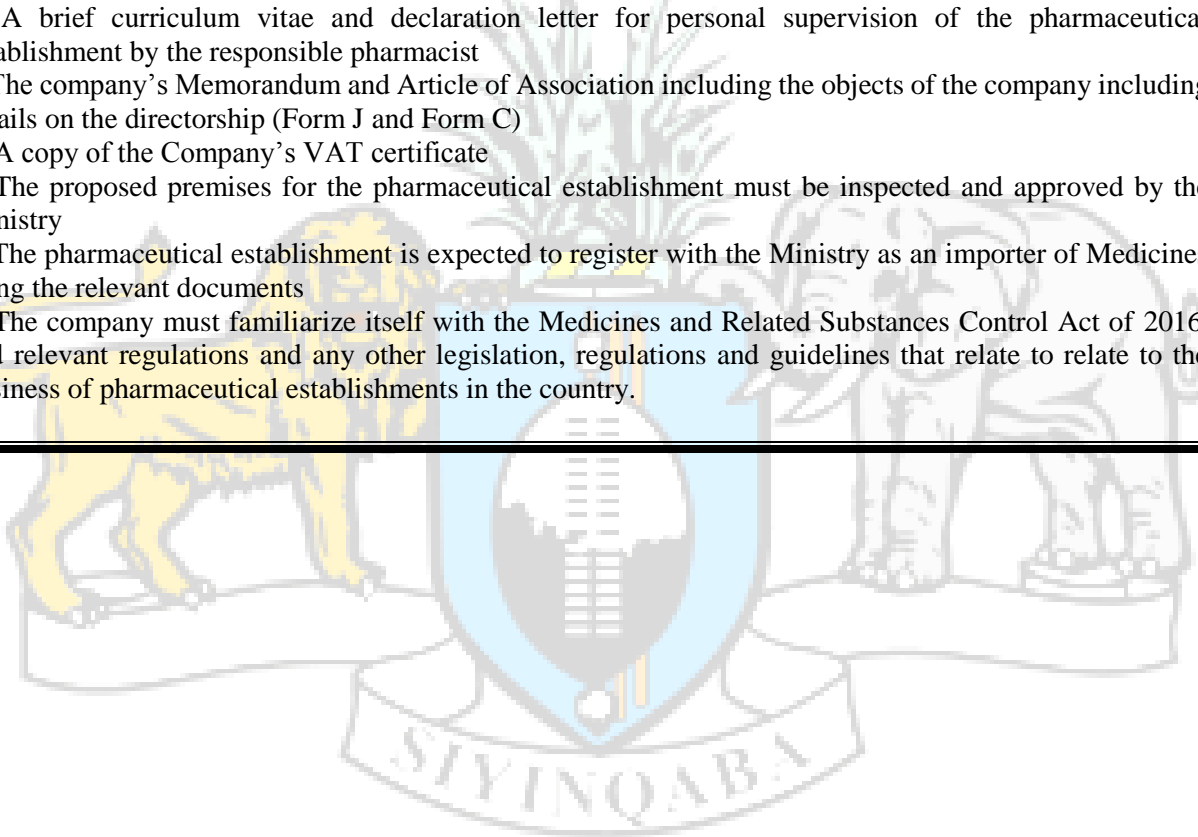 A brief curriculum vitae and declaration letter for personal supervision of the pharmaceutica
ablishment by the responsible pharmacist
The company's Memorandum and Article of Association including the objects of the company including
ails on the directorship (Form J and Form C)
A copy of the Company's VAT certificate
The proposed premises for the pharmaceutical establishment must be inspected and approved by the
nistry
The pharmaceutical establishment is expected to register with the Ministry as an importer of Medicine
ng the relevant documents
The company must familiarize itself with the Medicines and Related Substances Control Act of 2016
l relevant regulations and any other legislation, regulations and guidelines that relate to relate to the
siness of pharmaceutical establishments in the country.
SIYINQABA